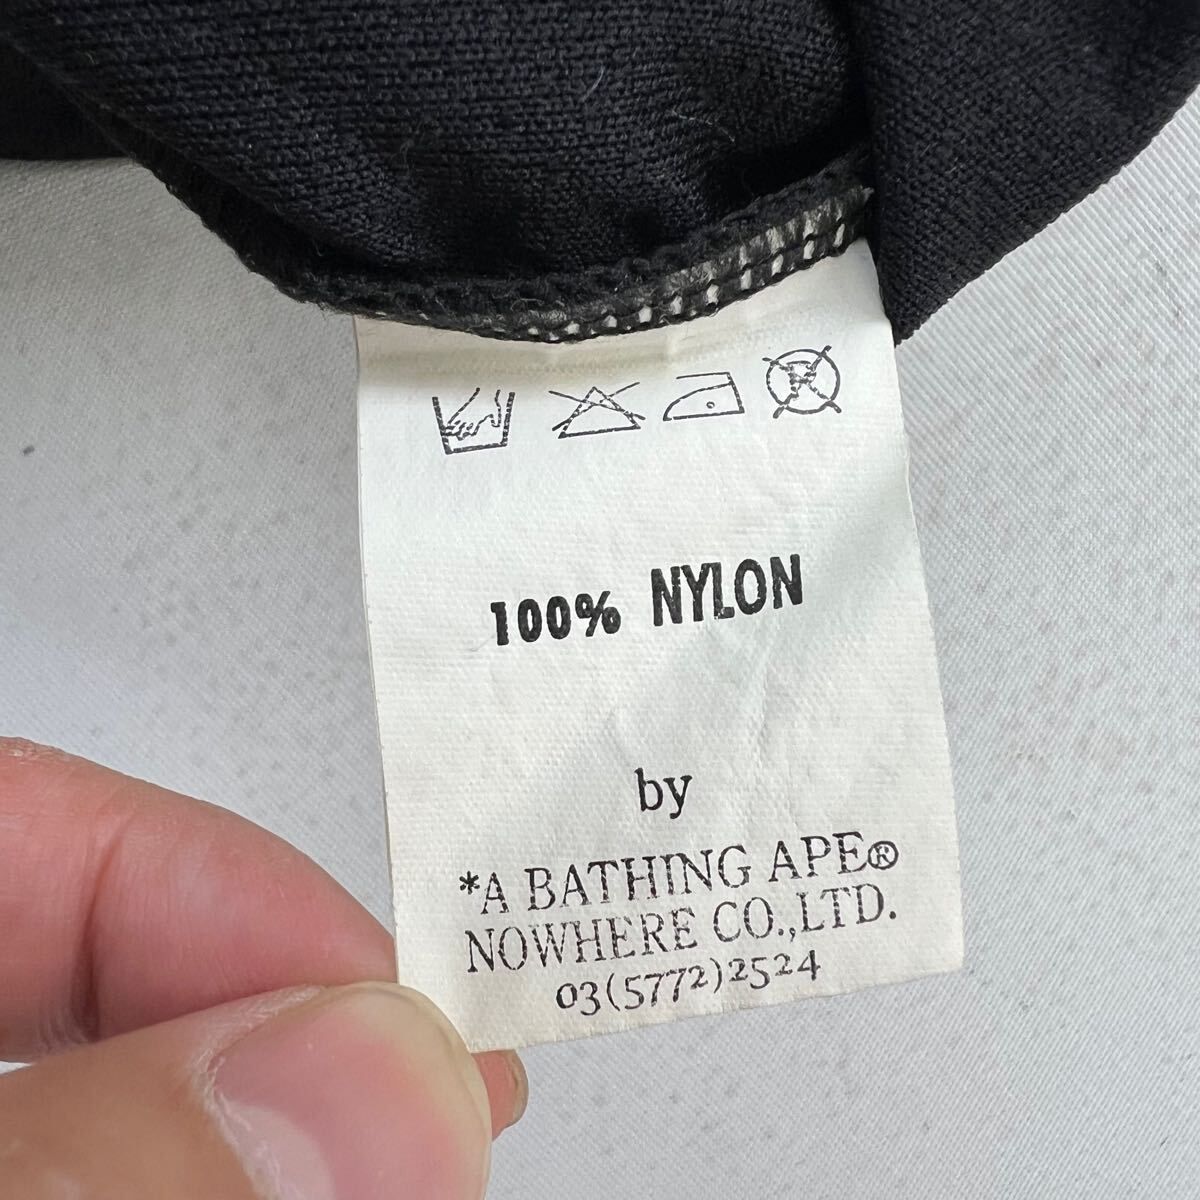 100% NYLON
by
*A BATHING APE®
NOWHERE CO.,LTD.
03(5772)2524